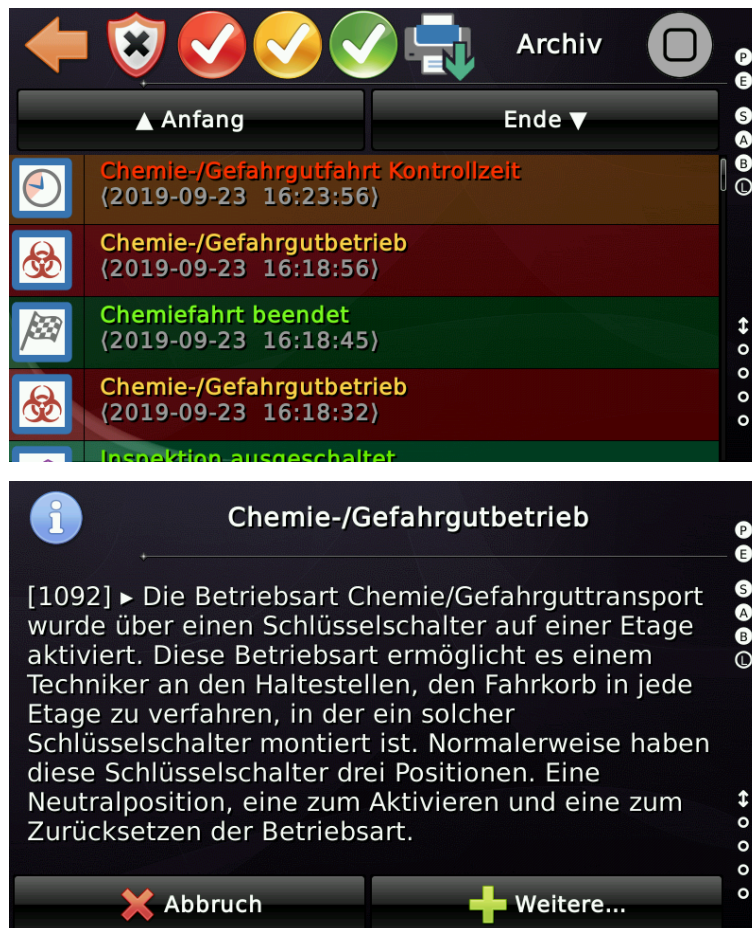 Archiv
▲ Anfang
Ende ▼
Chemie-/Gefahrgutfahrt Kontrollzeit
(2019-09-23 16:23:56)
Chemie-/Gefahrgutbetrieb
(2019-09-23 16:18:56)
Chemiefahrt beendet
(2019-09-23 16:18:45)
Chemie-/Gefahrgutbetrieb
(2019-09-23 16:18:32)
Inspektion ausgeschaltet
P
E
S
A
B
L
Chemie-/Gefahrgutbetrieb
[1092] ▸ Die Betriebsart Chemie/Gefahrguttransport
wurde über einen Schlüsselschalter auf einer Etage
aktiviert. Diese Betriebsart ermöglicht es einem
Techniker an den Haltestellen, den Fahrkorb in jede
Etage zu verfahren, in der ein solcher
Schlüsselschalter montiert ist. Normalerweise haben
diese Schlüsselschalter drei Positionen. Eine
Neutralposition, eine zum Aktivieren und eine zum
Zurücksetzen der Betriebsart.
Abbruch
Weitere...
P
E
S
A
B
L